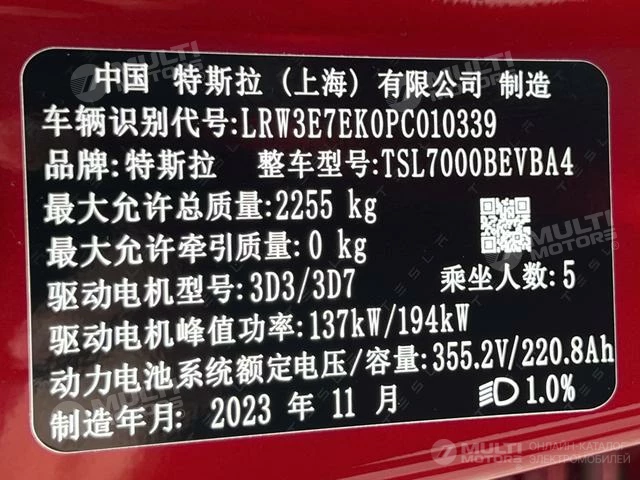 中国 特斯拉（上海）有限公司 制造
车辆识别代号:LRW3E7EK0PC010339
品牌:特斯拉 整车型号:TSL7000BEVBA4
最大允许总质量:2255 kg
最大允许牵引质量:0 kg
驱动电机型号:3D3/3D7 乘坐人数:5
驱动电机峰值功率:137kW/194kW
动力电池系统额定电压/容量:355.2V/220.8Ah
制造年月: 2023 年 11 月 1.0%
MULTI MOTORS
ОНЛАЙН-КАТАЛОГ
ЭЛЕКТРОМОБИЛЕЙ